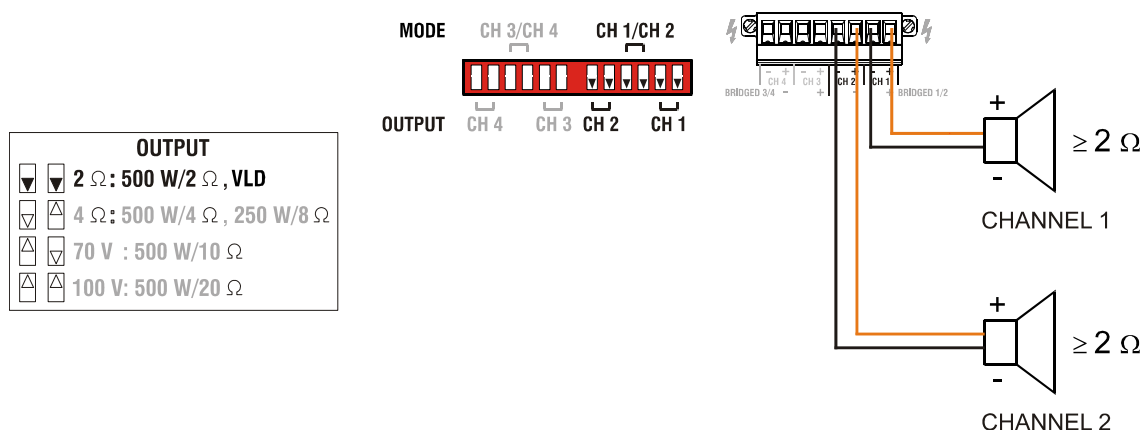 MODE CH 3/CH 4 CH 1/CH 2
OUTPUT CH 4 CH 3 CH 2 CH 1
- + - + - + - +
CH 4 CH 3 CH 2 CH 1
BRIDGED 3/4 - + - + BRIDGED 1/2
OUTPUT
2 Ω: 500 W/2 Ω, VLD
4 Ω: 500 W/4 Ω, 250 W/8 Ω
70 V : 500 W/10 Ω
100 V: 500 W/20 Ω
+
≥ 2 Ω
-
CHANNEL 1
+
≥ 2 Ω
-
CHANNEL 2